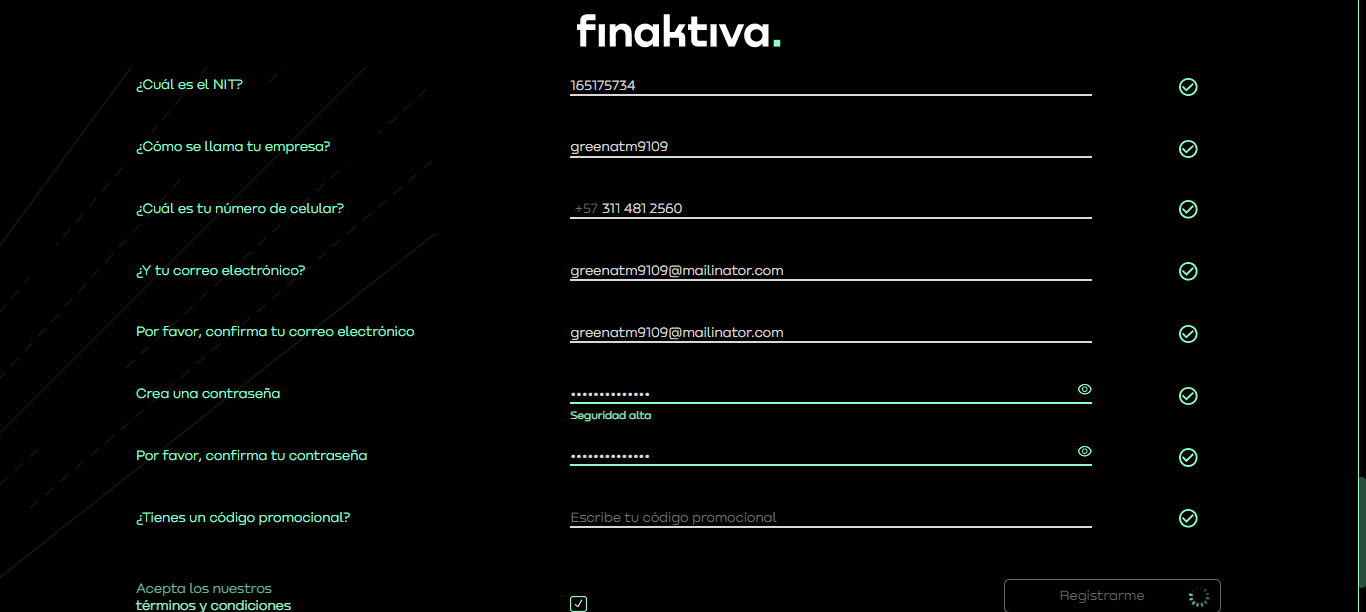 finaktiva.
¿Cuál es el NIT?
165175734
¿Cómo se llama tu empresa?
greenatm9109
¿Cuál es tu número de celular?
+57 311 481 2560
¿Y tu correo electrónico?
greenatm9109@mailinator.com
Por favor, confirma tu correo electrónico
greenatm9109@mailinator.com
Crea una contraseña
••••••••••••••
Seguridad alta
Por favor, confirma tu contraseña
••••••••••••••
¿Tienes un código promocional?
Escribe tu código promocional
Acepta los nuestros
términos y condiciones
Registrarme